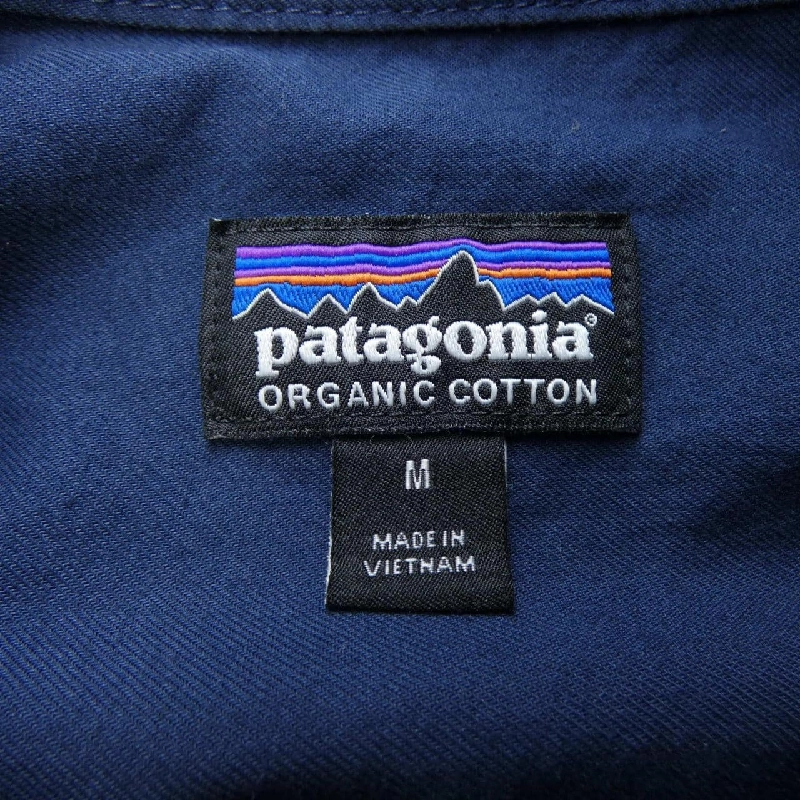 patagonia®
ORGANIC COTTON
M
MADE IN
VIETNAM